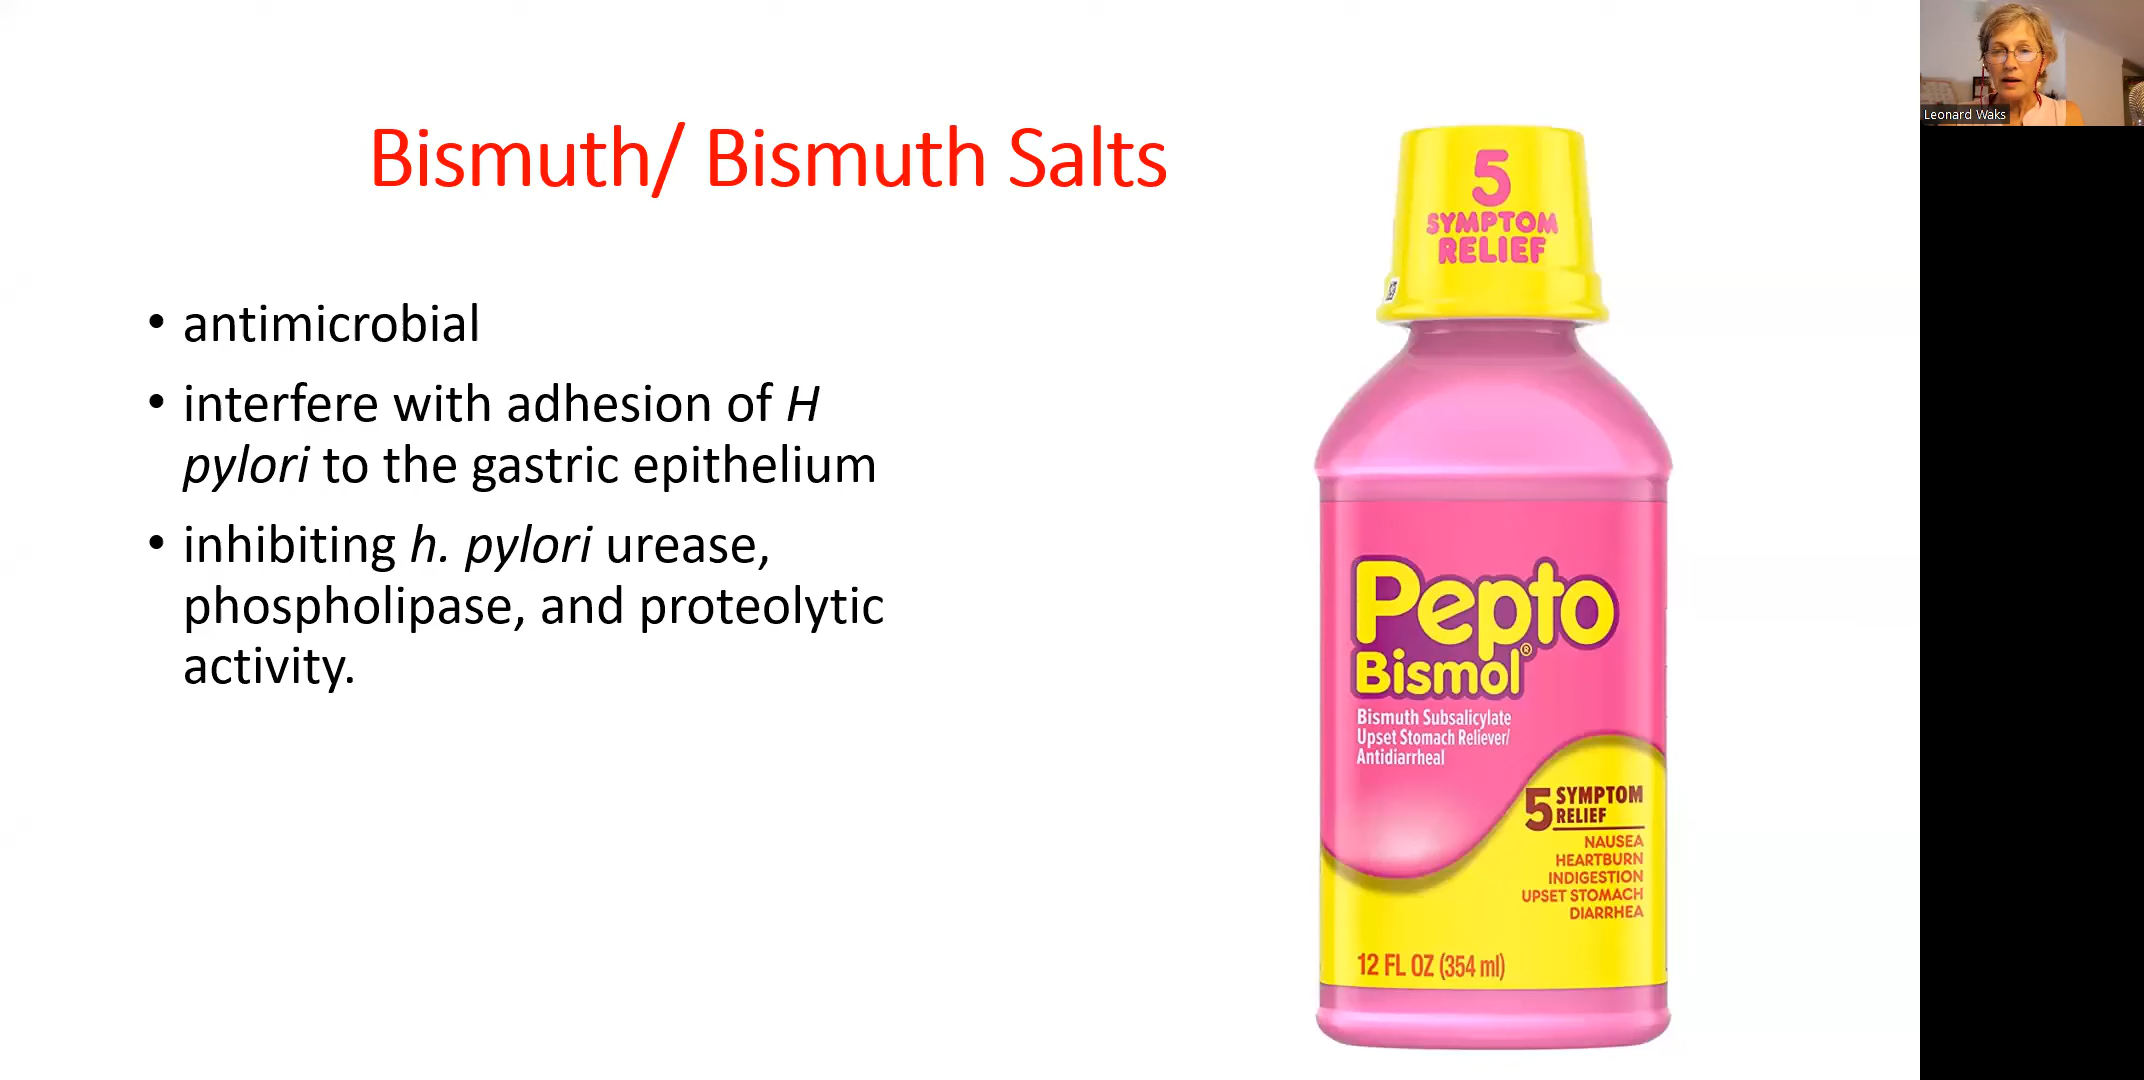 Bismuth/ Bismuth Salts
• antimicrobial
• interfere with adhesion of H
pylori to the gastric epithelium
• inhibiting h. pylori urease,
phospholipase, and proteolytic
activity.
5
SYMPTOM
RELIEF
Pepto
Bismol®
Bismuth Subsalicylate
Upset Stomach Reliever/
Antidiarrheal
5 SYMPTOM
RELIEF
NAUSEA
HEARTBURN
INDIGESTION
UPSET STOMACH
DIARRHEA
12 FL OZ (354 ml)
Leonard Waks